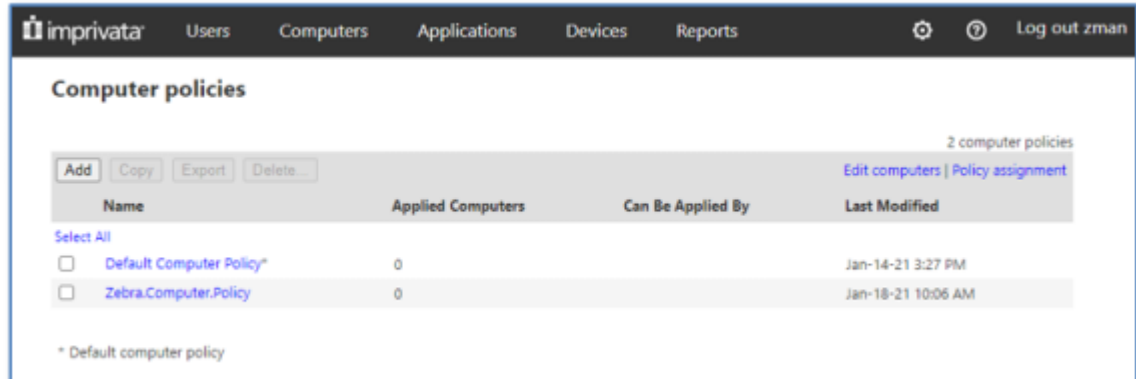 imprivata Users Computers Applications Devices Reports Log out zman
Computer policies
2 computer policies
Add Copy Export Delete... Edit computers | Policy assignment
Name Applied Computers Can Be Applied By Last Modified
Select All
Default Computer Policy* 0 Jan-14-21 3:27 PM
Zebra.Computer.Policy 0 Jan-18-21 10:06 AM
* Default computer policy